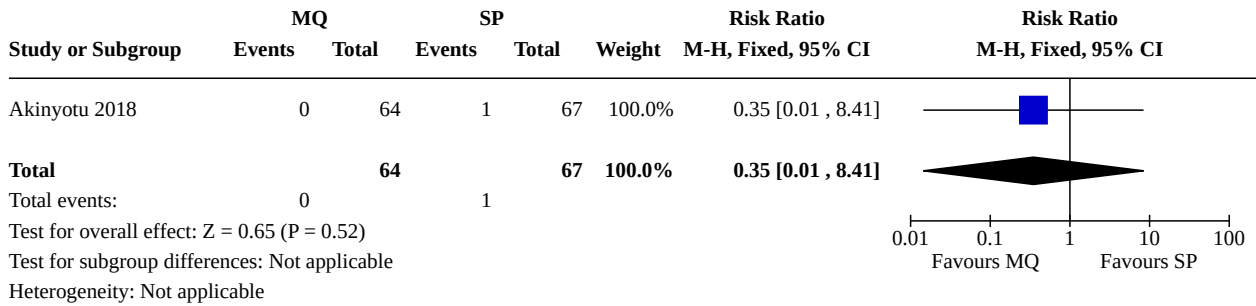 MQ SP Risk Ratio Risk Ratio
Study or Subgroup Events Total Events Total Weight M-H, Fixed, 95% CI M-H, Fixed, 95% CI
Akinyotu 2018 0 64 1 67 100.0% 0.35 [0.01 , 8.41]
Total 64 67 100.0% 0.35 [0.01 , 8.41]
Total events: 0 1
Test for overall effect: Z = 0.65 (P = 0.52)
0.01 0.1 1 10 100
Test for subgroup differences: Not applicable
Favours MQ Favours SP
Heterogeneity: Not applicable